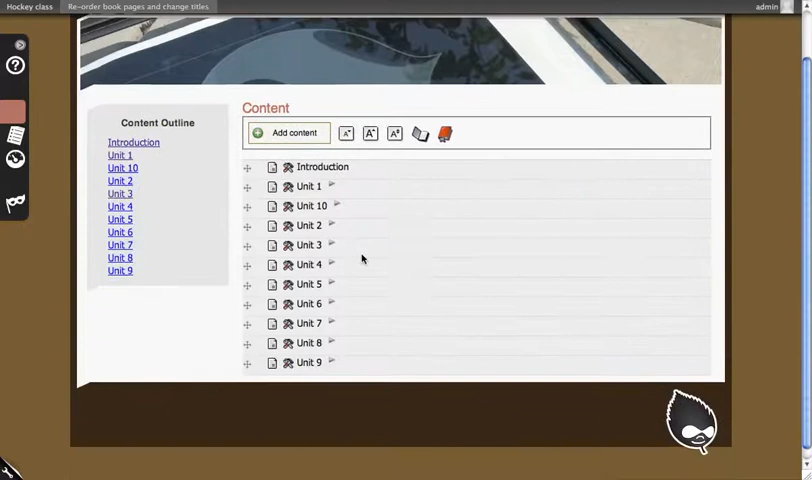 Hockey class Re-order book pages and change titles admin
Content Outline
Introduction
Unit 1
Unit 10
Unit 2
Unit 3
Unit 4
Unit 5
Unit 6
Unit 7
Unit 8
Unit 9
Content
Add content
Introduction
Unit 1
Unit 10
Unit 2
Unit 3
Unit 4
Unit 5
Unit 6
Unit 7
Unit 8
Unit 9